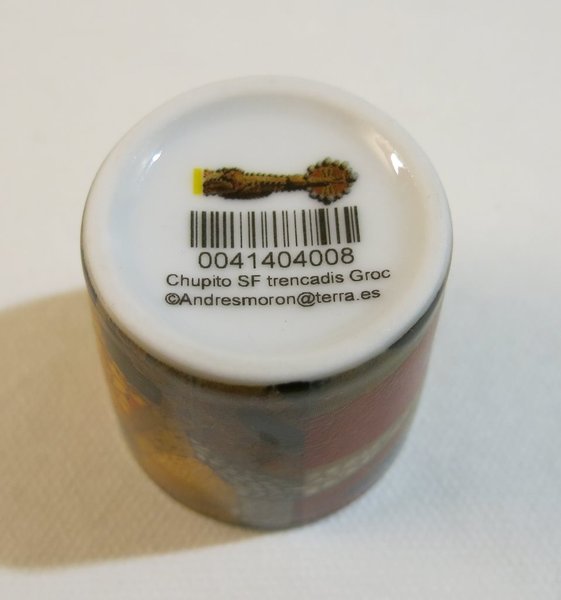 0041404008
Chupito SF trencadis Groc
©Andresmoron@terra.es